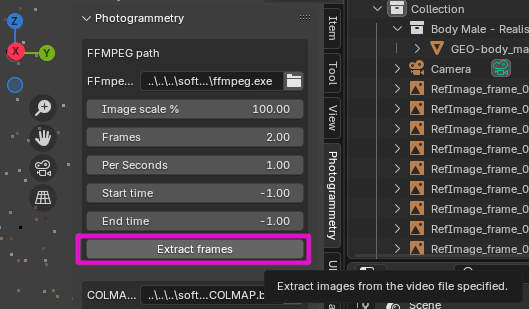 Photogrammetry
FFMPEG path
FFmpe... ..\..\..\soft...\ffmpeg.exe
Image scale % 100.00
Frames 2.00
Per Seconds 1.00
Start time -1.00
End time -1.00
Extract frames
COLMA... ..\..\..\soft...COLMAP.b
Z
X
Y
Item
Tool
View
Photogrammetry
Collection
Body Male - Realis
GEO-body_ma
Camera
RefImage_frame_0
RefImage_frame_0
RefImage_frame_0
RefImage_frame_0
RefImage_frame_0
RefImage_frame_0
RefImage_frame_0
RefImage_frame_0
RefImage_frame_0
Extract images from the video file specified.
Scene